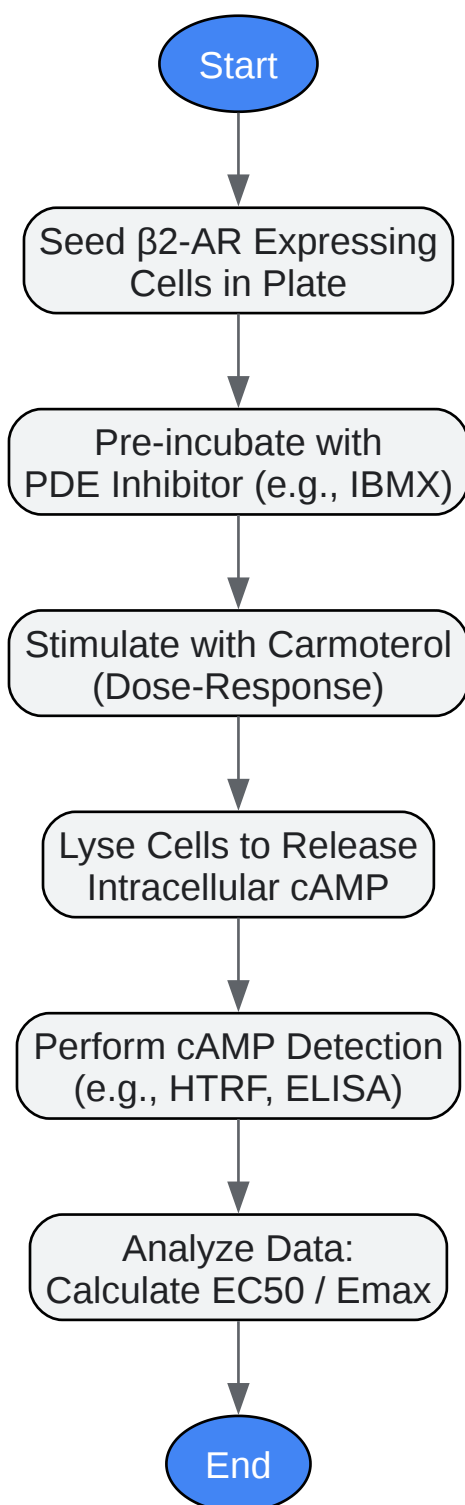 Start
Seed β2-AR Expressing
Cells in Plate
Pre-incubate with
PDE Inhibitor (e.g., IBMX)
Stimulate with Carmoterol
(Dose-Response)
Lyse Cells to Release
Intracellular cAMP
Perform cAMP Detection
(e.g., HTRF, ELISA)
Analyze Data:
Calculate EC50 / Emax
End